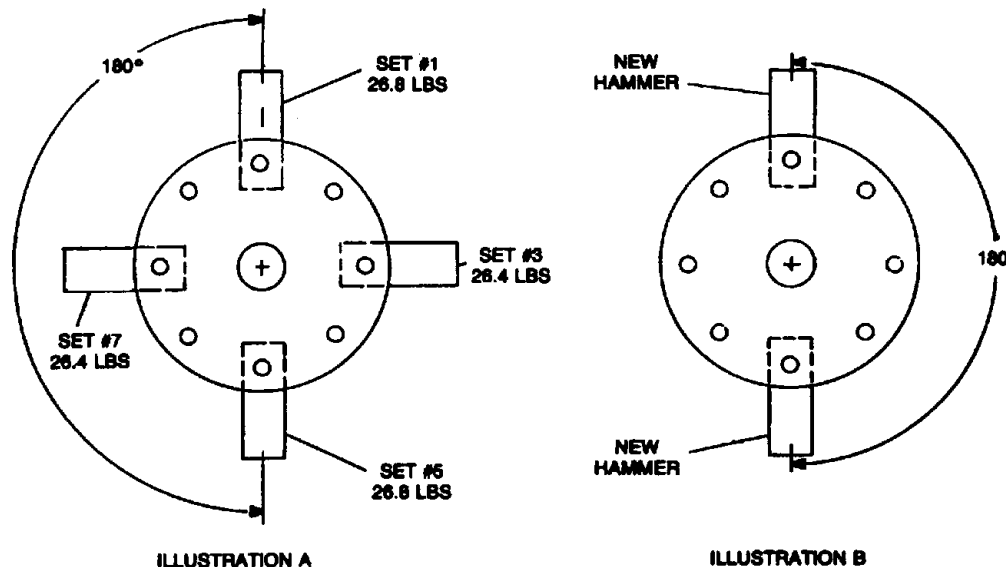 180°
SET #1
26.8 LBS
SET #3
26.4 LBS
SET #7
26.4 LBS
SET #5
26.8 LBS
ILLUSTRATION A
NEW
HAMMER
180
NEW
HAMMER
ILLUSTRATION B